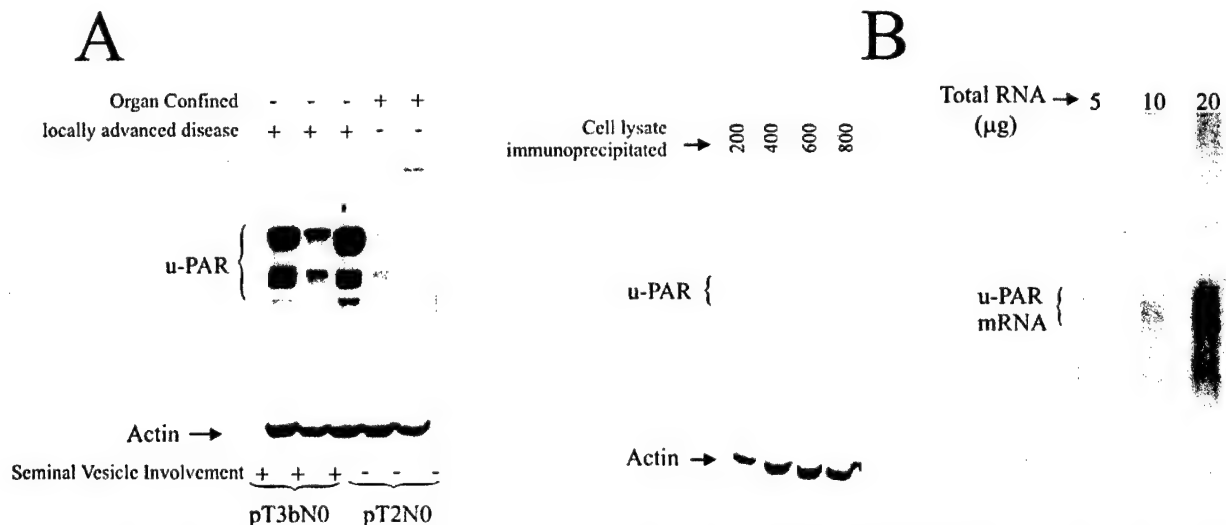 A
B
Organ Confined - - - + +
locally advanced disease + + + - -
u-PAR
Actin →
Seminal Vesicle Involvement + + + - - -
pT3bN0 pT2N0
Cell lysate
immunoprecipitated → 200 400 600 800
u-PAR
Actin →
Total RNA → 5 10 20
(µg)
u-PAR
mRNA